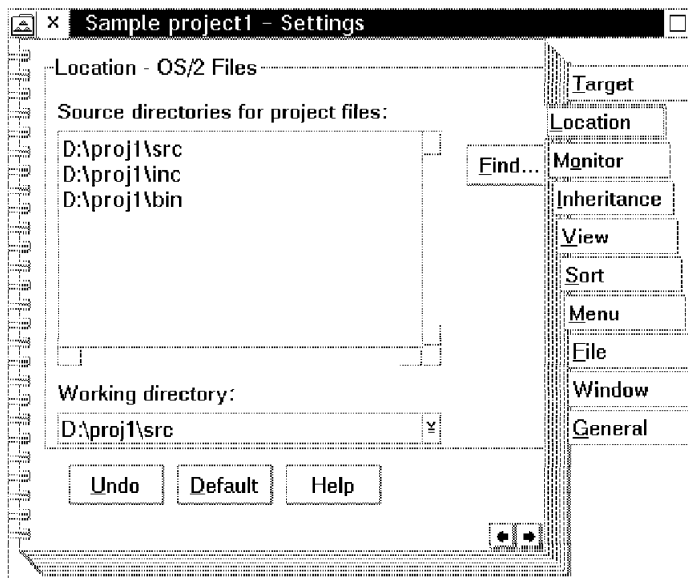 Sample project1 – Settings
Location - OS/2 Files
Source directories for project files:
D:\proj1\src
D:\proj1\inc
D:\proj1\bin
Find...
Working directory:
D:\proj1\src
Undo
Default
Help
Target
Location
Monitor
Inheritance
View
Sort
Menu
File
Window
General